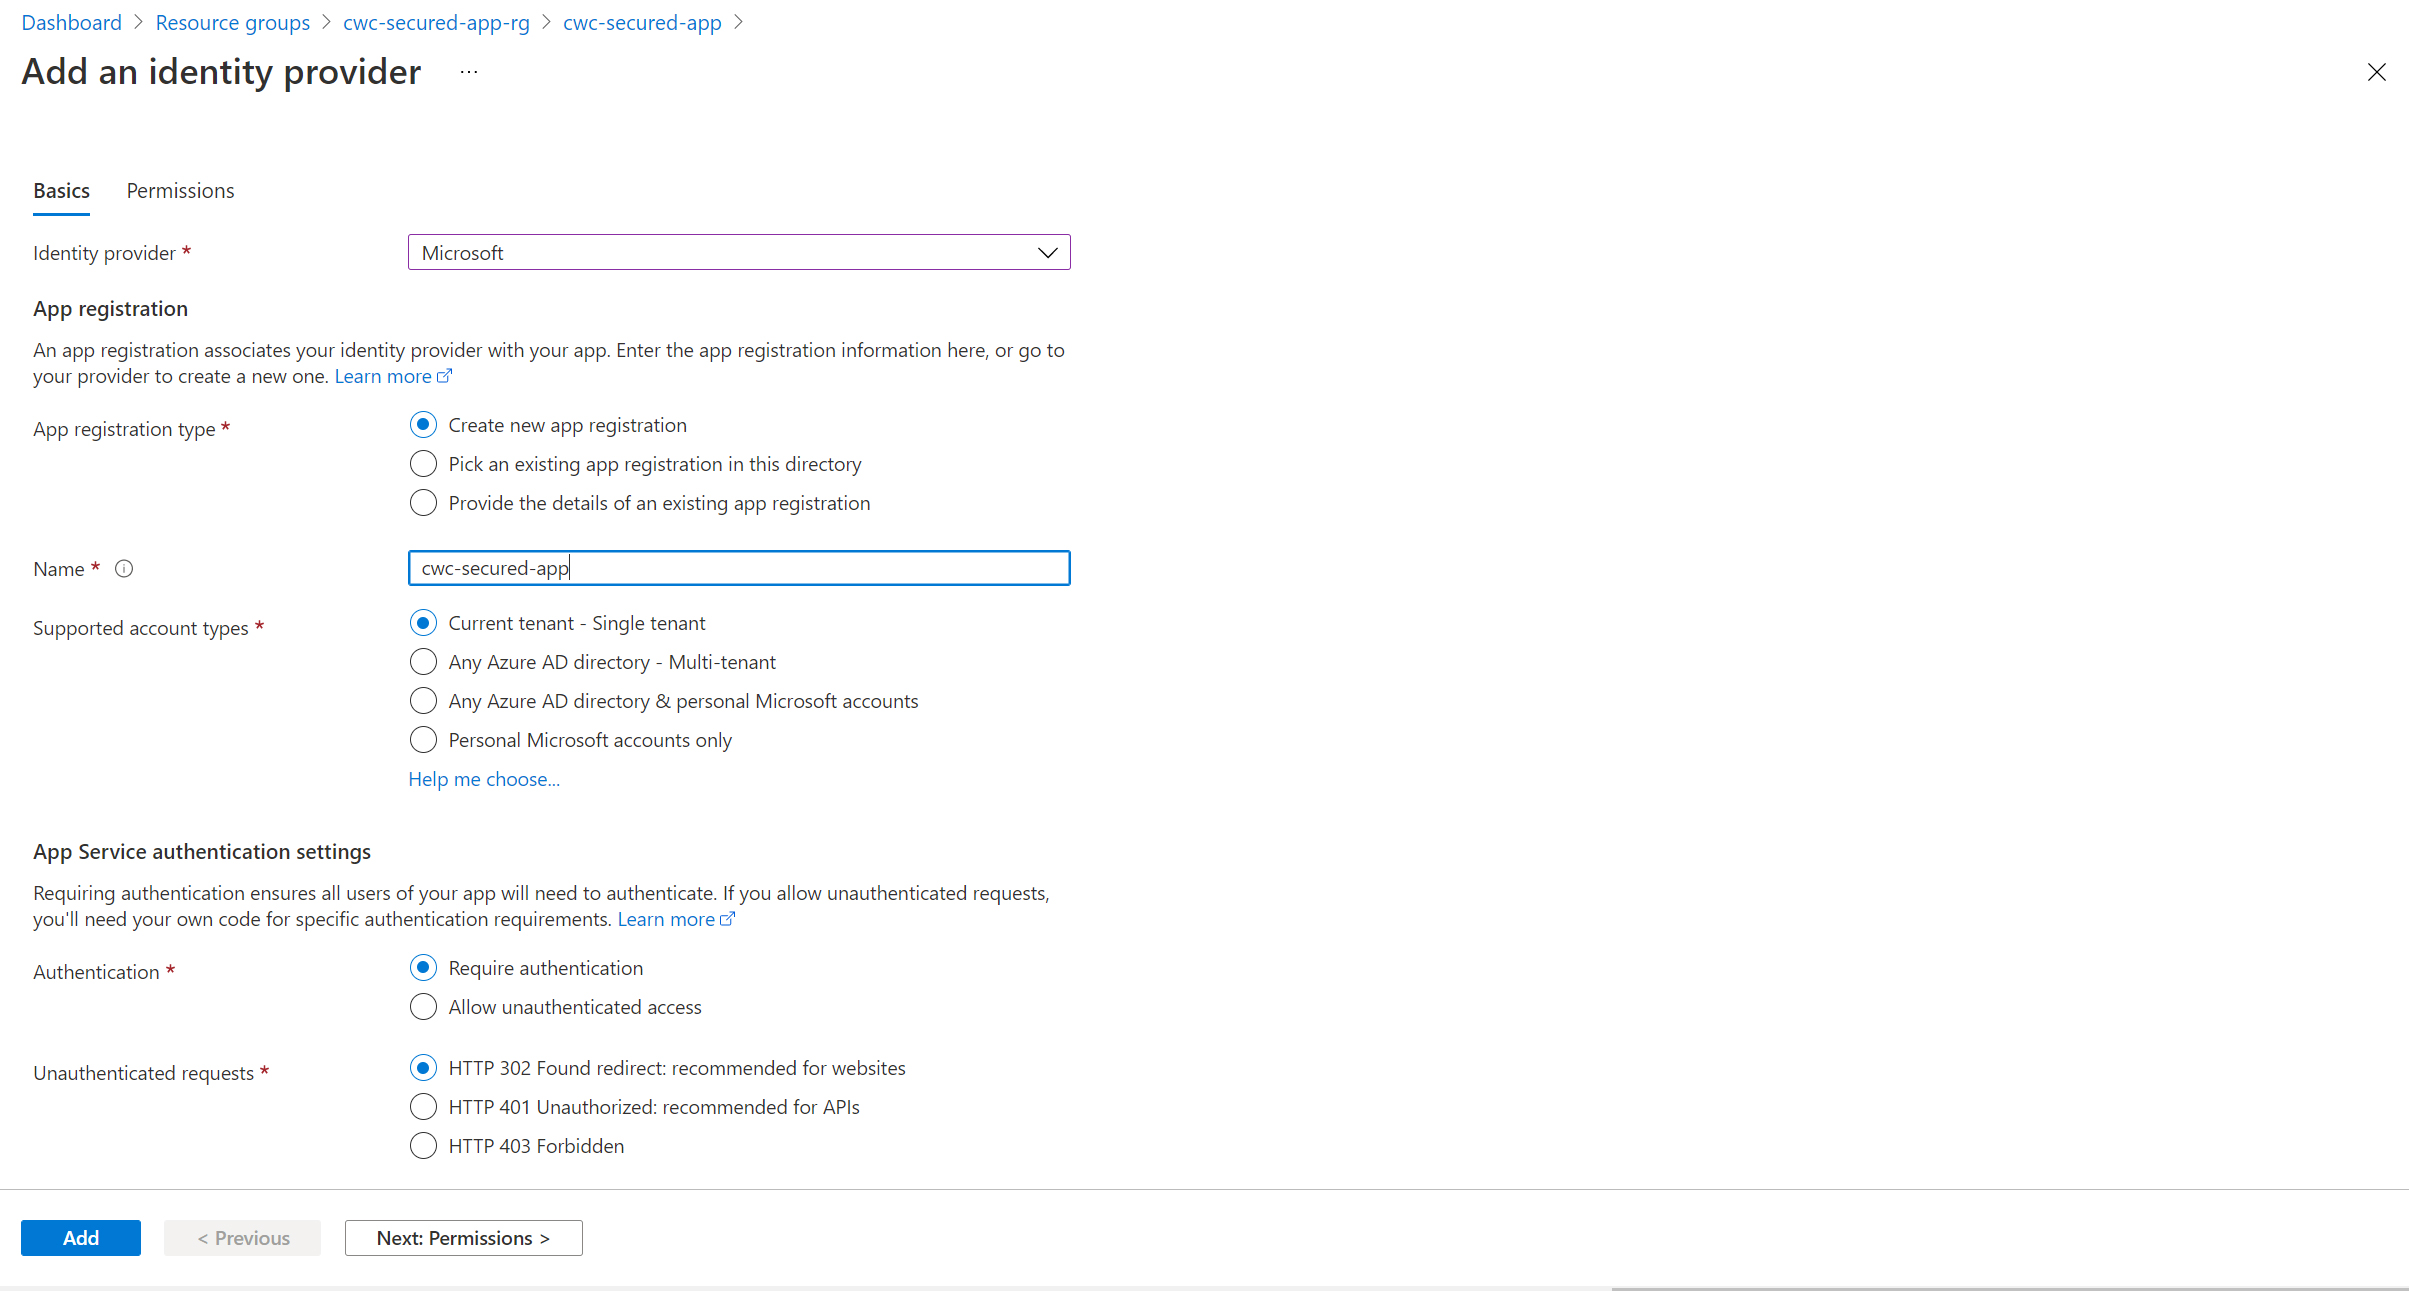 Dashboard > Resource groups > cwc-secured-app-rg > cwc-secured-app >
Add an identity provider ...
Basics Permissions
Identity provider * Microsoft
App registration
An app registration associates your identity provider with your app. Enter the app registration information here, or go to
your provider to create a new one. Learn more
App registration type * Create new app registration
Pick an existing app registration in this directory
Provide the details of an existing app registration
Name * cwc-secured-app
Supported account types * Current tenant - Single tenant
Any Azure AD directory - Multi-tenant
Any Azure AD directory & personal Microsoft accounts
Personal Microsoft accounts only
Help me choose...
App Service authentication settings
Requiring authentication ensures all users of your app will need to authenticate. If you allow unauthenticated requests,
you'll need your own code for specific authentication requirements. Learn more
Authentication * Require authentication
Allow unauthenticated access
Unauthenticated requests * HTTP 302 Found redirect: recommended for websites
HTTP 401 Unauthorized: recommended for APIs
HTTP 403 Forbidden
Add < Previous Next: Permissions >